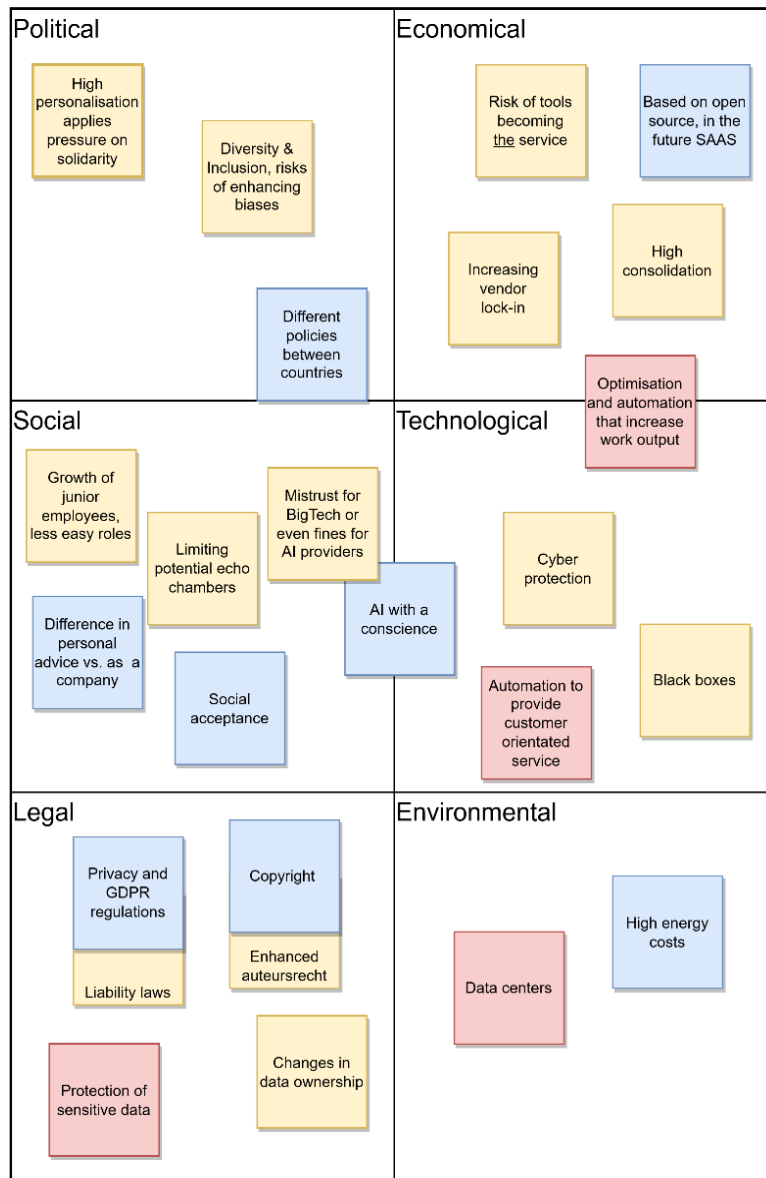 Political
High
personalisation
applies
pressure on
solidarity
Diversity &
Inclusion, risks
of enhancing
biases
Different
policies
between
countries
Economical
Risk of tools
becoming
the service
Based on open
source, in the
future SAAS
Increasing
vendor
lock-in
High
consolidation
Optimisation
and automation
that increase
work output
Social
Growth of
junior
employees,
less easy roles
Limiting
potential echo
chambers
Mistrust for
BigTech or
even fines for
AI providers
Difference in
personal
advice vs. as a
company
Social
acceptance
AI with a
conscience
Technological
Cyber
protection
Black boxes
Automation to
provide
customer
orientated
service
Legal
Privacy and
GDPR
regulations
Liability laws
Copyright
Enhanced
auteursrecht
Protection of
sensitive data
Changes in
data ownership
Environmental
High energy
costs
Data centers